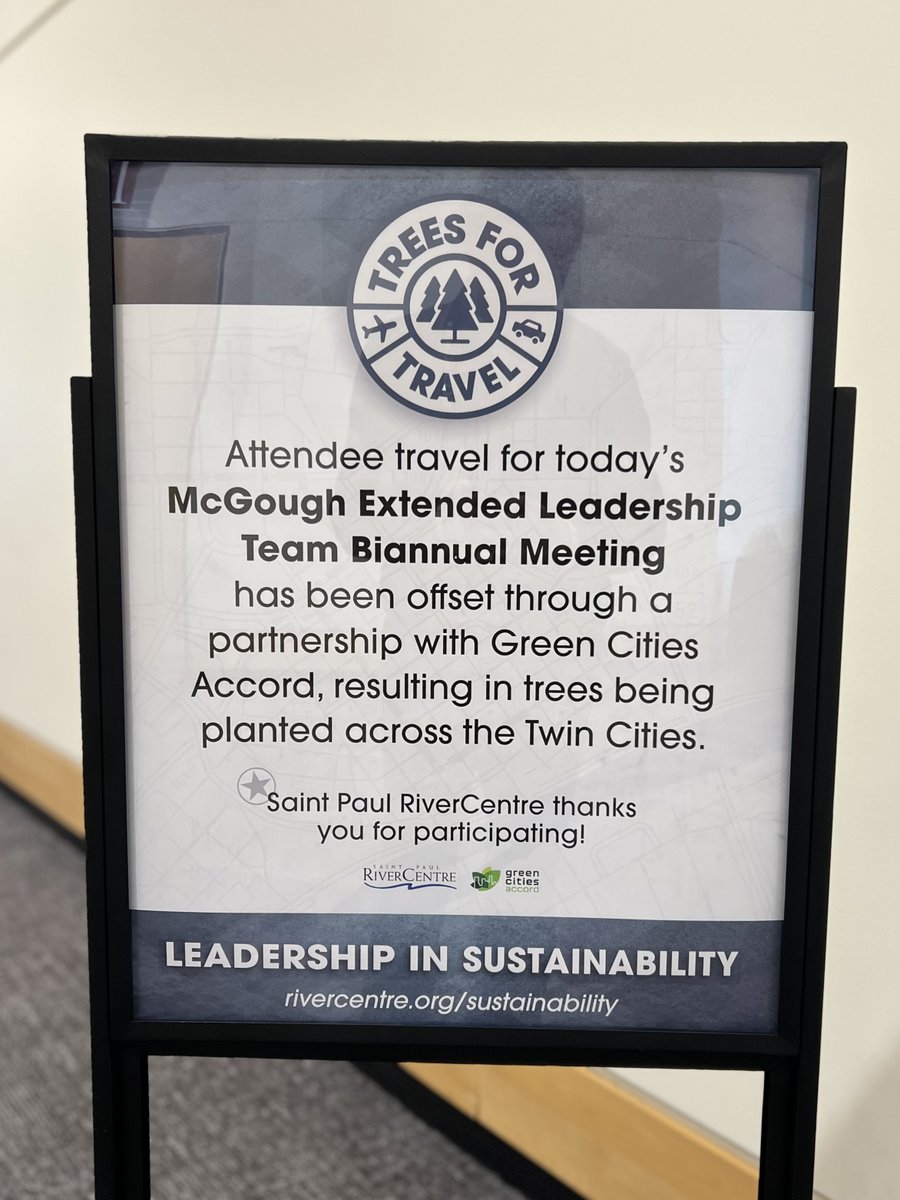 TREES FOR
TRAVEL
Attendee travel for today's
McGough Extended Leadership
Team Biannual Meeting
has been offset through a
partnership with Green Cities
Accord, resulting in trees being
planted across the Twin Cities.
Saint Paul RiverCentre thanks
you for participating!
SAINT PAUL
RIVERCENTRE
green
cities
accord
LEADERSHIP IN SUSTAINABILITY
rivercentre.org/sustainability